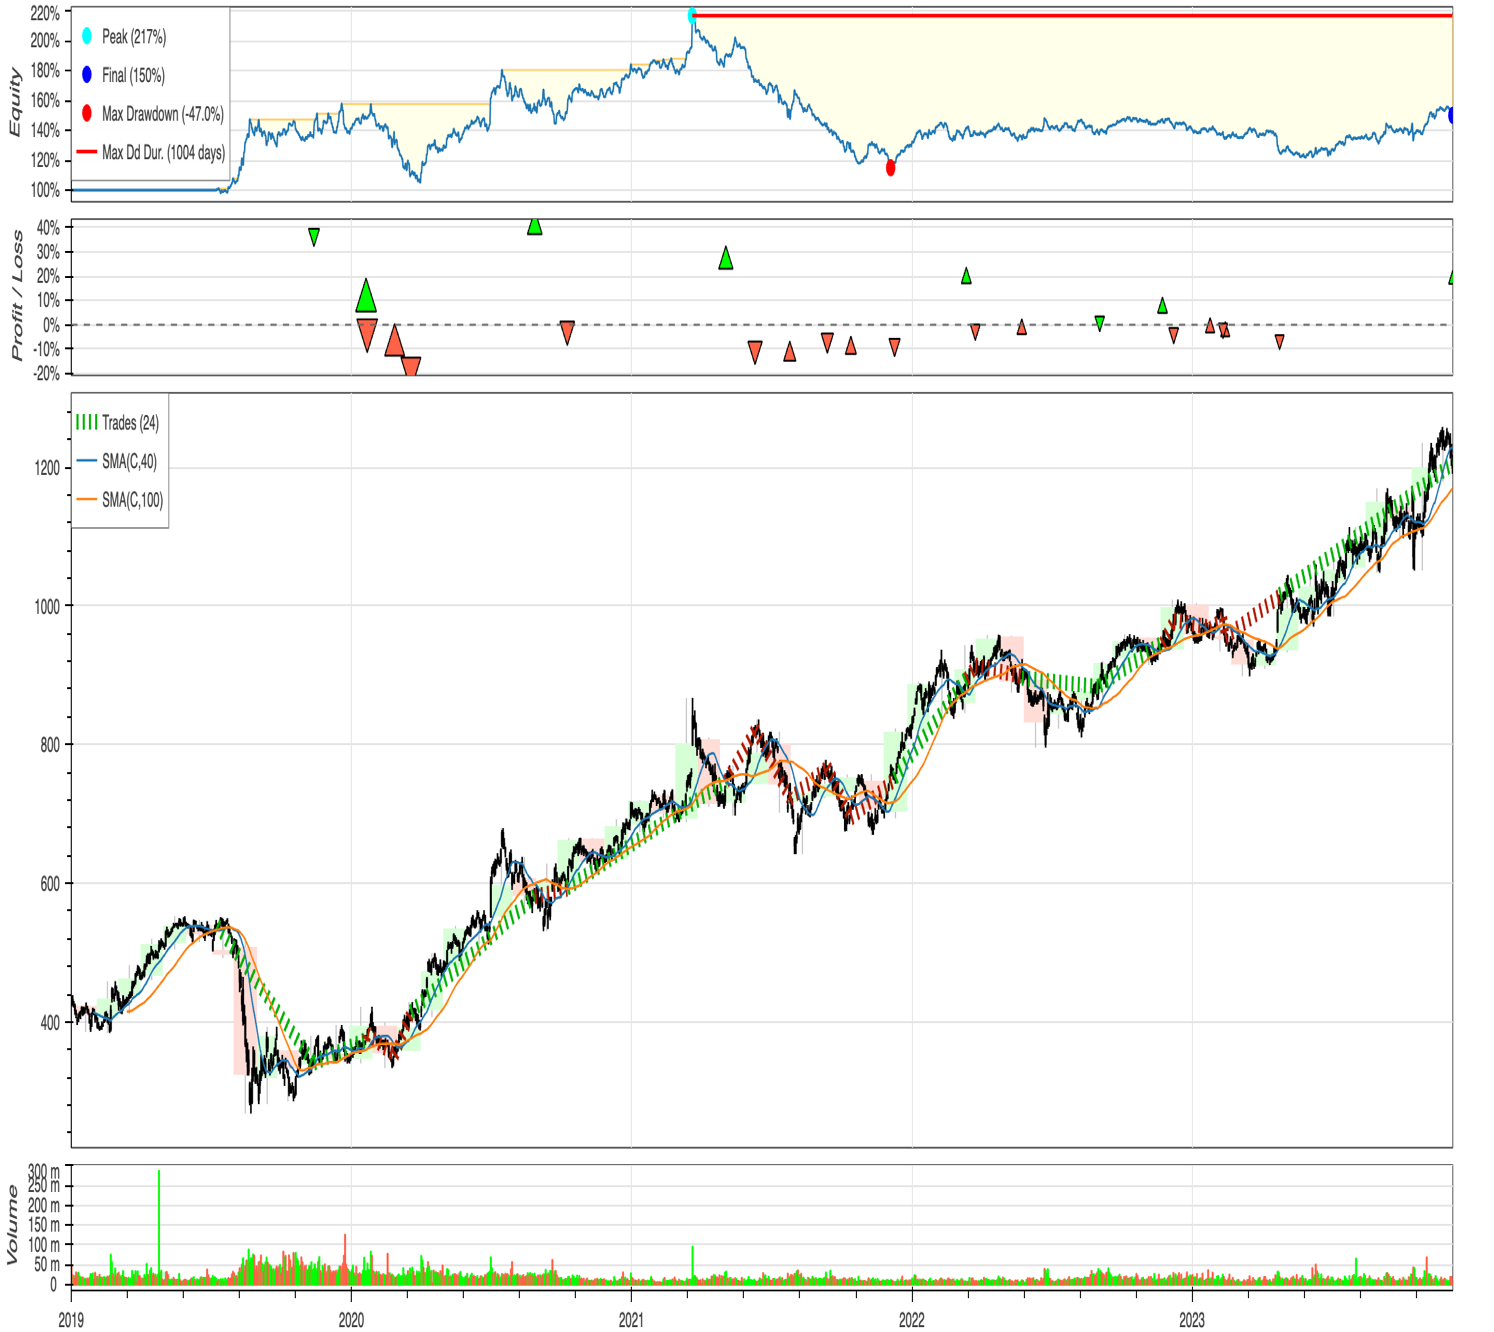 220%
200%
180%
160%
140%
120%
100%
Equity
Peak (217%)
Final (150%)
Max Drawdown (-47.0%)
Max Dd Dur. (1004 days)
40%
30%
20%
10%
0%
-10%
-20%
Profit / Loss
Trades (24)
SMA(C,40)
SMA(C,100)
1200
1000
800
600
400
300 m
250 m
200 m
150 m
100 m
50 m
0
Volume
2019
2020
2021
2022
2023